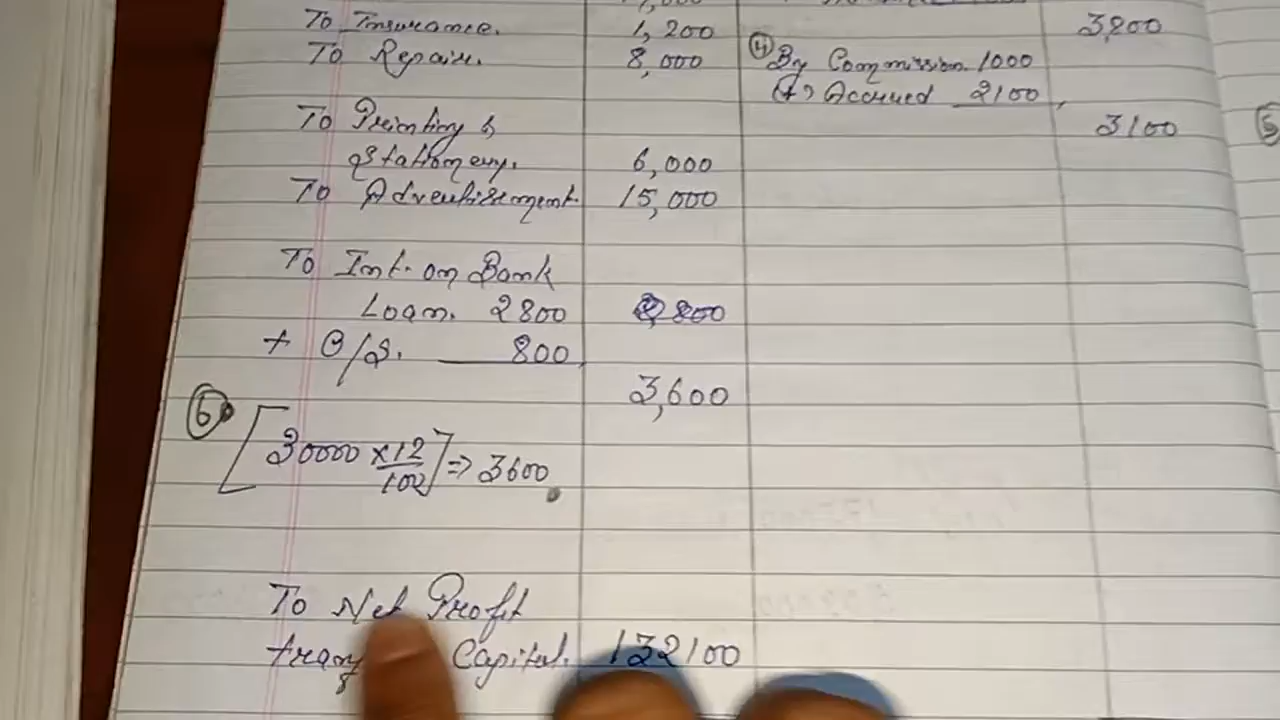 To Insurance. 1,200
3,800
To Repair. 8,000
④ By Commission. 1000
(+) Accrued 2100
3100
To Printing &
Stationery. 6,000
To Advertisement. 15,000
To Int. on Bank
Loan. 2800
+ O/S. 800
3,600
⑥ [30000 × 12/100] => 3600
To Net Profit
Capital. 132100